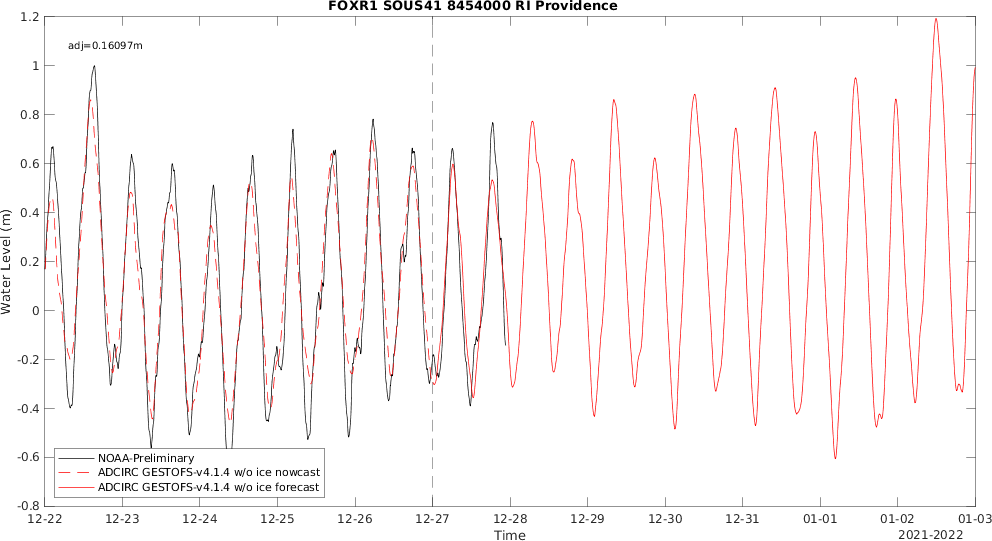 FOXR1 SOUS41 8454000 RI Providence
adj=0.16097m
Water Level (m)
1.2
1
0.8
0.6
0.4
0.2
0
-0.2
-0.4
-0.6
-0.8
NOAA-Preliminary
ADCIRC GESTOFS-v4.1.4 w/o ice nowcast
ADCIRC GESTOFS-v4.1.4 w/o ice forecast
12-22 12-23 12-24 12-25 12-26 12-27 12-28 12-29 12-30 12-31 01-01 01-02 01-03
Time
2021-2022